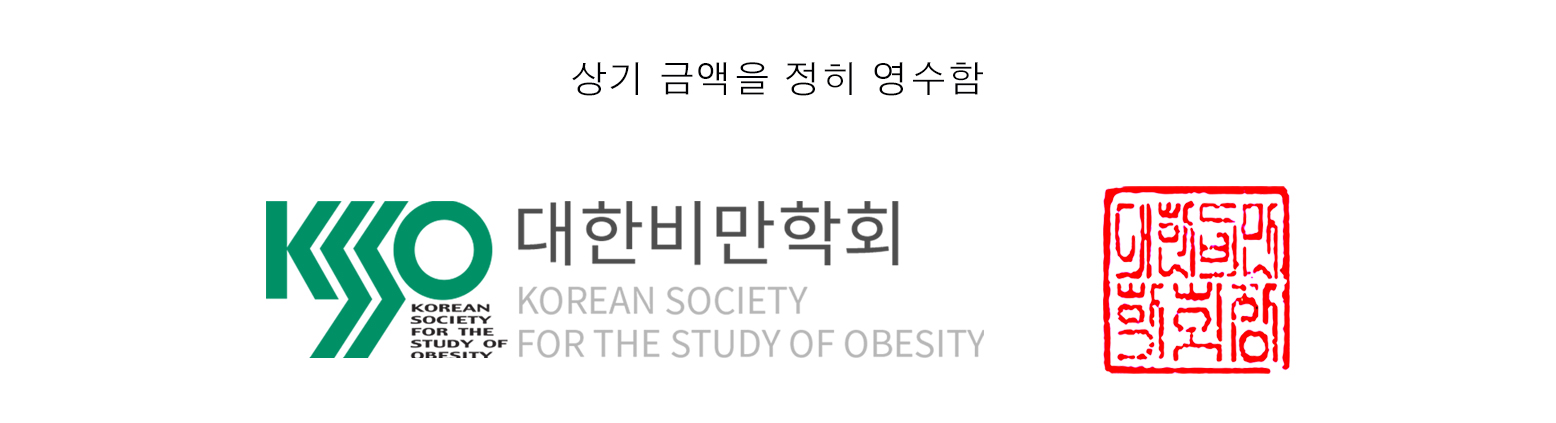 상기 금액을 정히 영수함
KSSO
KOREAN
SOCIETY
FOR THE
STUDY OF
OBESITY
대한비만학회
KOREAN SOCIETY
FOR THE STUDY OF OBESITY
대한비만
학회